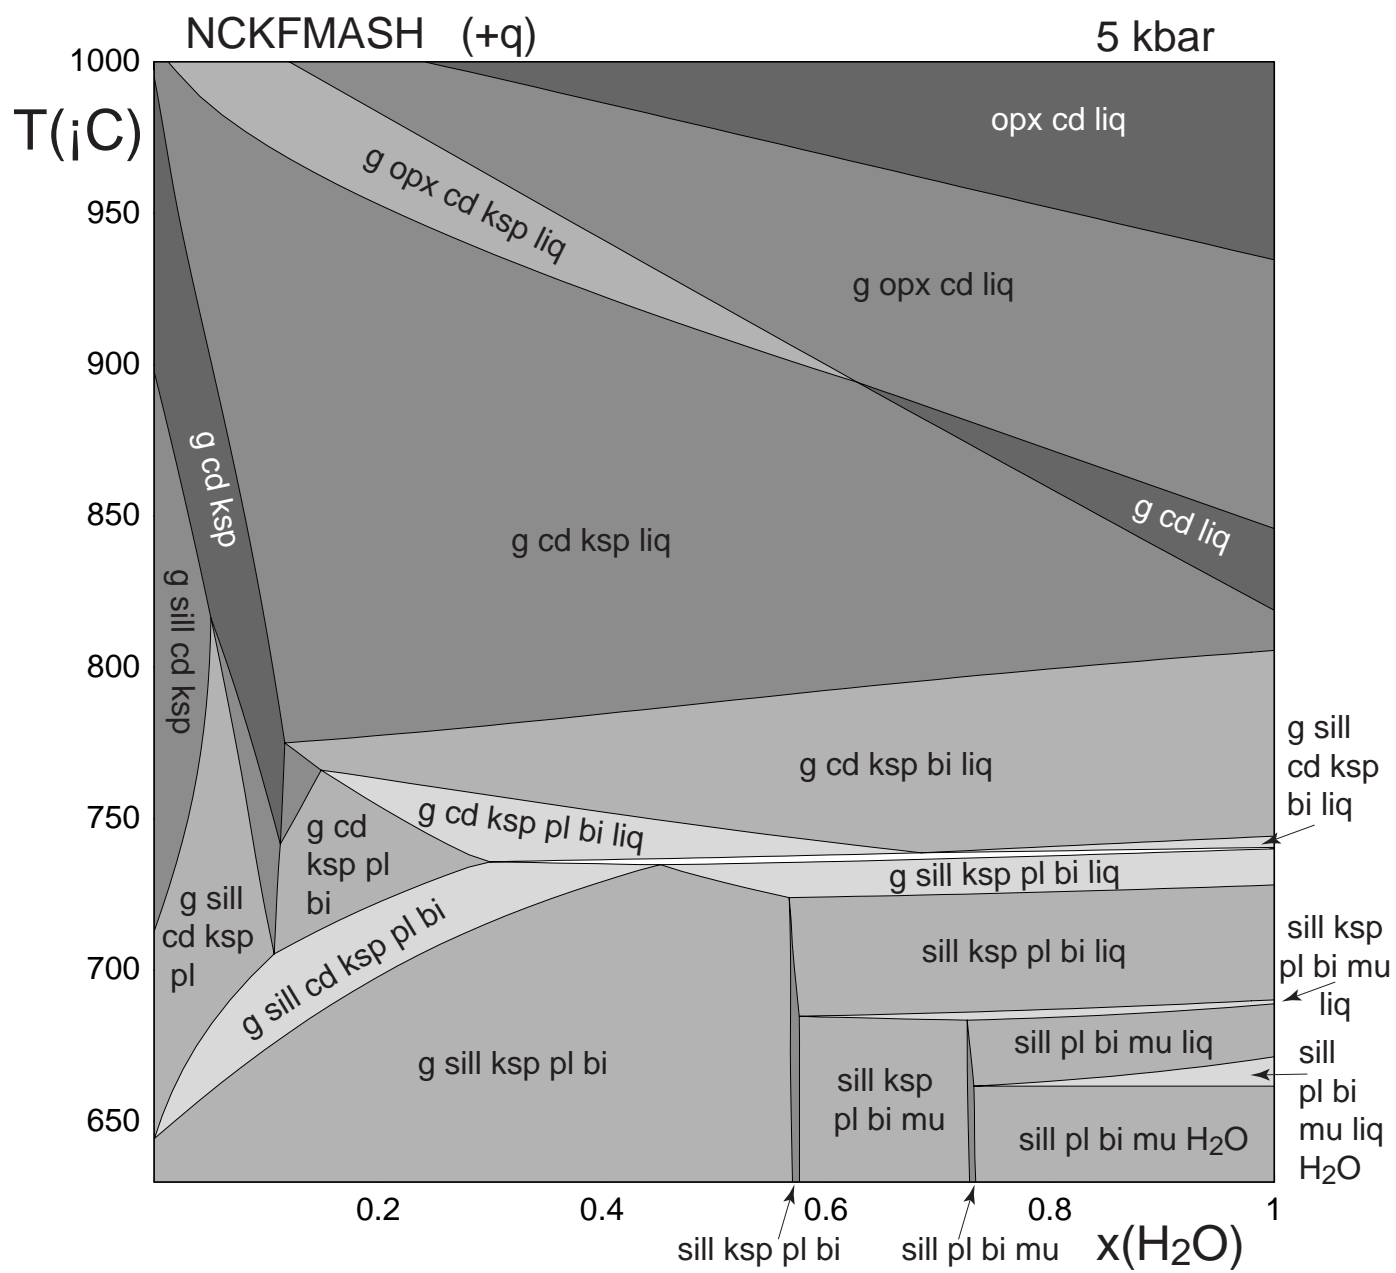 NCKFMASH (+q) 5 kbar
T(¡C)
1000
950
900
850
800
750
700
650
opx cd liq
g opx cd ksp liq
g opx cd liq
g cd ksp
g cd liq
g cd ksp liq
g sill cd ksp
g cd ksp bi liq
g sill
cd ksp
bi liq
g cd ksp pl bi liq
g cd
ksp pl
bi
g sill ksp pl bi liq
g sill
cd ksp
pl
g sill cd ksp pl bi
sill ksp pl bi liq
sill ksp
pl bi mu
liq
g sill ksp pl bi
sill pl bi mu liq
sill ksp
pl bi mu
sill
pl bi
mu liq
H2O
sill pl bi mu H2O
0.2
0.4
0.6
0.8
1
sill ksp pl bi
sill pl bi mu
x(H2O)